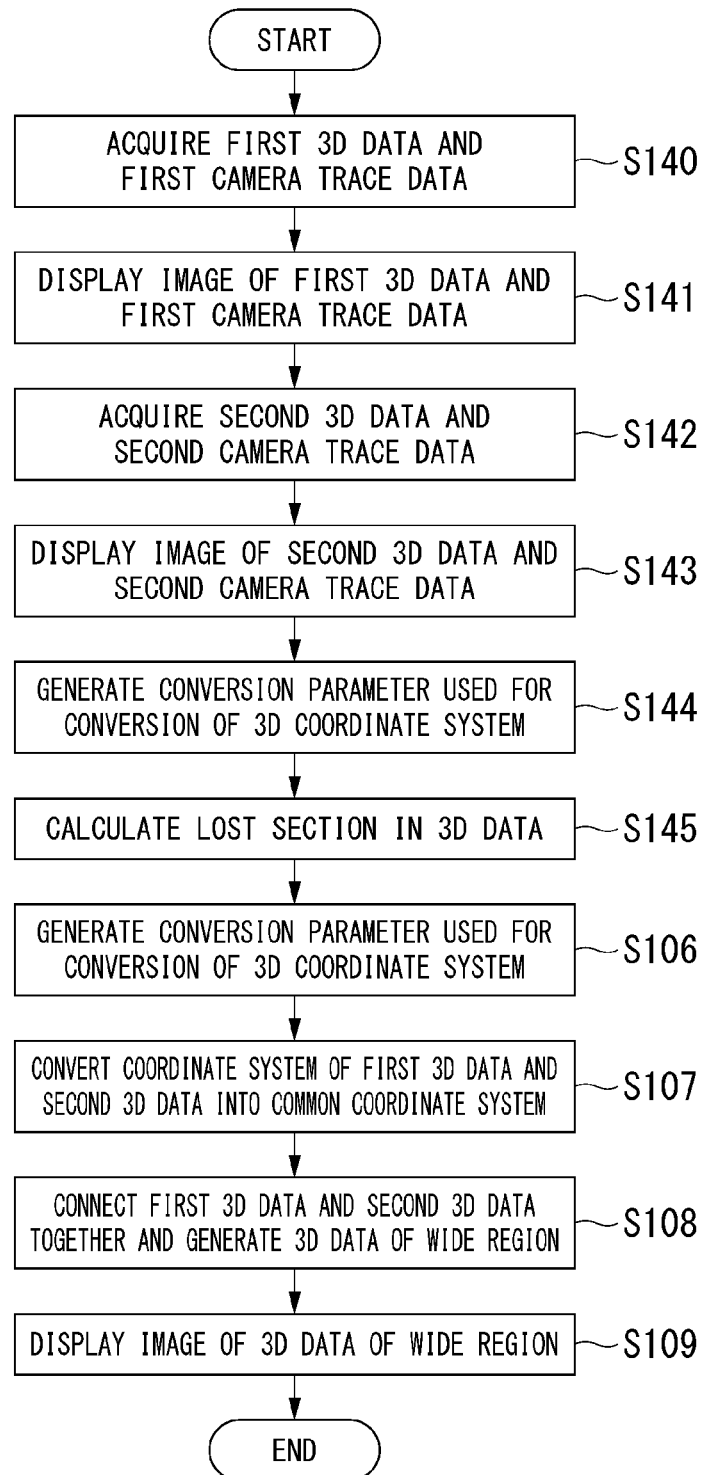 START
ACQUIRE FIRST 3D DATA AND
FIRST CAMERA TRACE DATA
S140
DISPLAY IMAGE OF FIRST 3D DATA AND
FIRST CAMERA TRACE DATA
S141
ACQUIRE SECOND 3D DATA AND
SECOND CAMERA TRACE DATA
S142
DISPLAY IMAGE OF SECOND 3D DATA AND
SECOND CAMERA TRACE DATA
S143
GENERATE CONVERSION PARAMETER USED FOR
CONVERSION OF 3D COORDINATE SYSTEM
S144
CALCULATE LOST SECTION IN 3D DATA
S145
GENERATE CONVERSION PARAMETER USED FOR
CONVERSION OF 3D COORDINATE SYSTEM
S106
CONVERT COORDINATE SYSTEM OF FIRST 3D DATA AND
SECOND 3D DATA INTO COMMON COORDINATE SYSTEM
S107
CONNECT FIRST 3D DATA AND SECOND 3D DATA
TOGETHER AND GENERATE 3D DATA OF WIDE REGION
S108
DISPLAY IMAGE OF 3D DATA OF WIDE REGION
S109
END